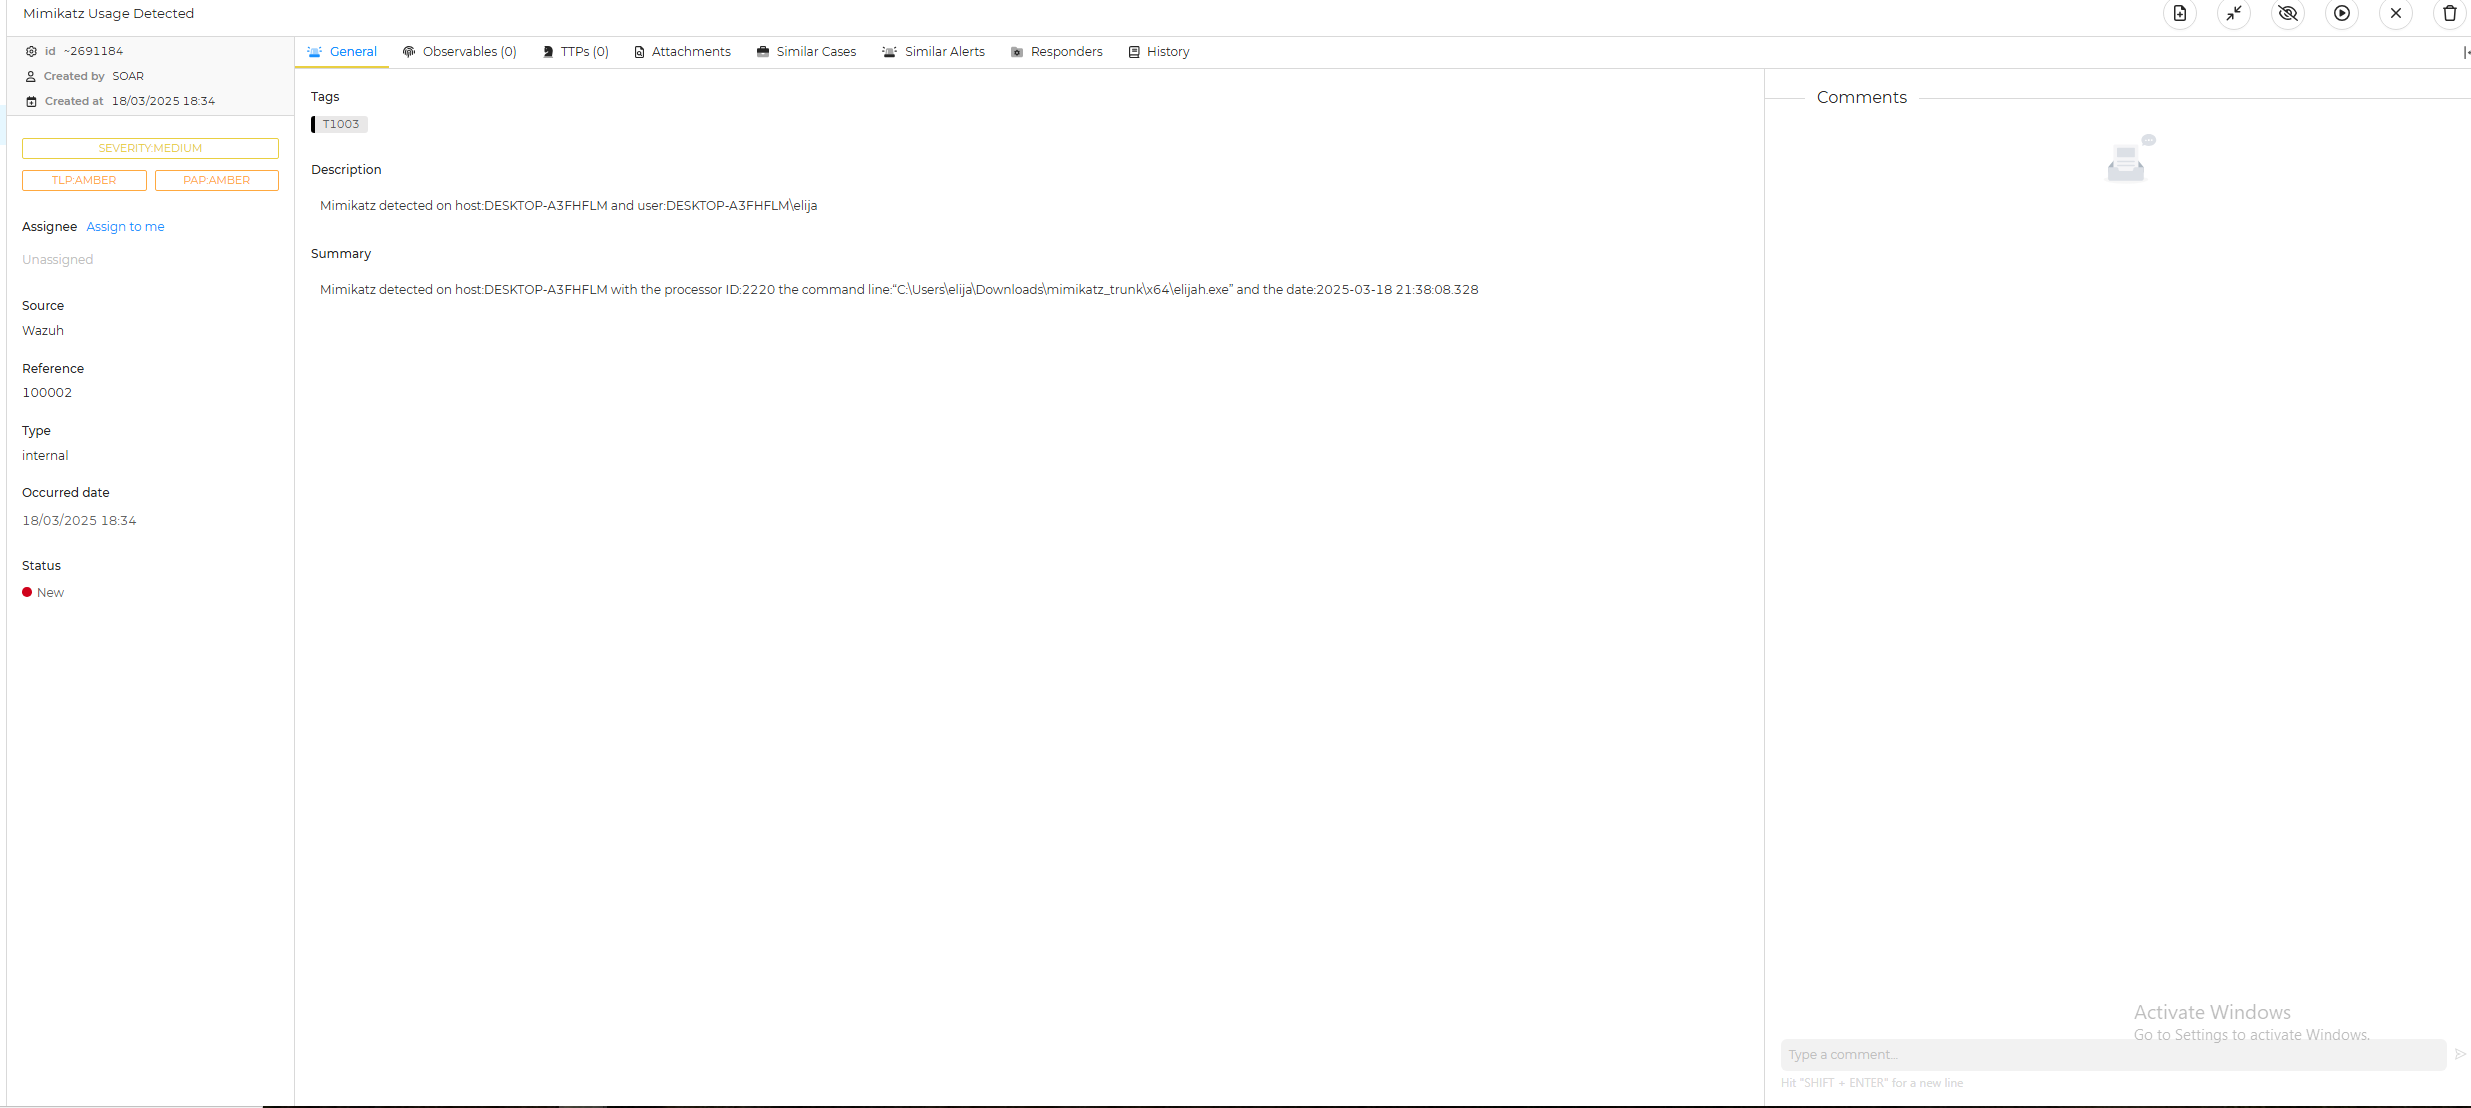 Mimikatz Usage Detected
id ~2691184
Created by SOAR
Created at 18/03/2025 18:34
SEVERITY:MEDIUM
TLP:AMBER PAP:AMBER
Assignee Assign to me
Unassigned
Source
Wazuh
Reference
100002
Type
internal
Occurred date
18/03/2025 18:34
Status
New
General Observables (0) TTPs (0) Attachments Similar Cases Similar Alerts Responders History
Tags
T1003
Description
Mimikatz detected on host:DESKTOP-A3FHFLM and user:DESKTOP-A3FHFLM\elija
Summary
Mimikatz detected on host:DESKTOP-A3FHFLM with the processor ID:2220 the command line:“C:\Users\elija\Downloads\mimikatz_trunk\x64\elijah.exe” and the date:2025-03-18 21:38:08.328
Comments
Activate Windows
Go to Settings to activate Windows.
Type a comment...
Hit "SHIFT + ENTER" for a new line